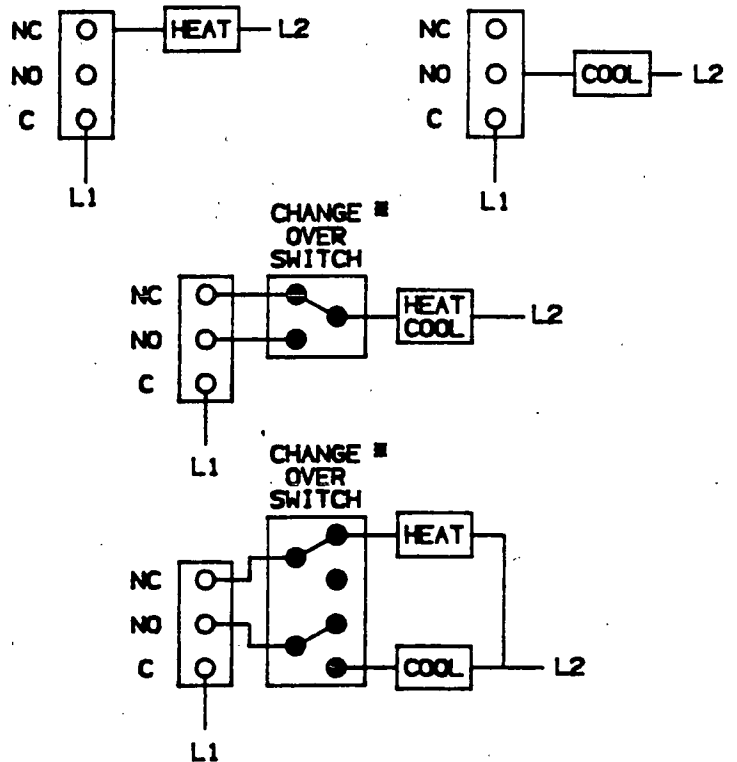 NC
HEAT
L2
NO
C
L1
NC
NO
COOL
L2
C
L1
CHANGE *
OVER
SWITCH
NC
HEAT
COOL
L2
NO
C
L1
CHANGE *
OVER
SWITCH
HEAT
NC
NO
C
COOL
L2
L1